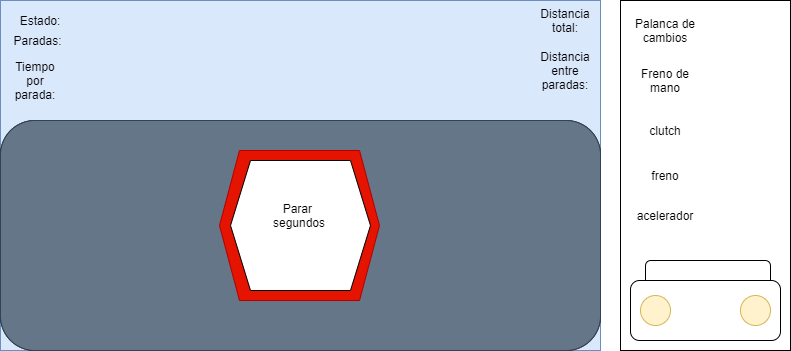 Estado:
Paradas:
Tiempo
por
parada:
Distancia
total:
Distancia
entre
paradas:
Parar
segundos
Palanca de
cambios
Freno de
mano
clutch
freno
acelerador